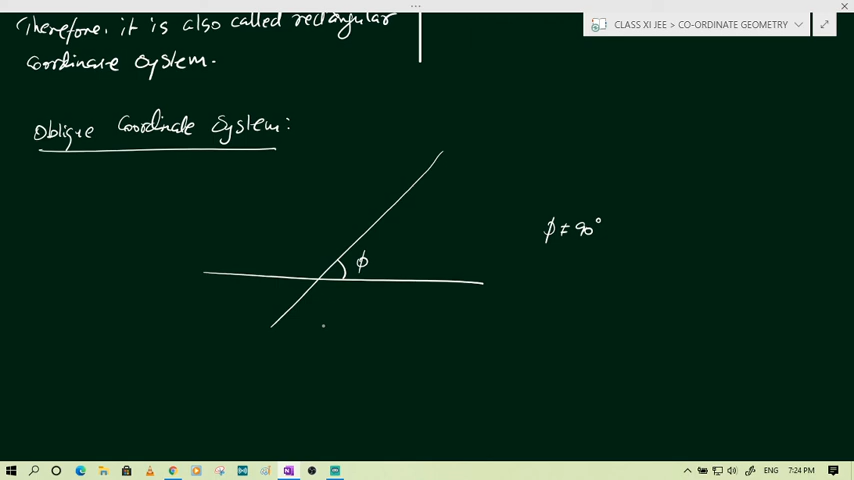 Therefore, it is also called rectangular
coordinate system.
CLASS XI JEE > CO-ORDINATE GEOMETRY
Oblique Coordinate System:
ϕ ≠ 90°
ϕ
ENG
7:24 PM